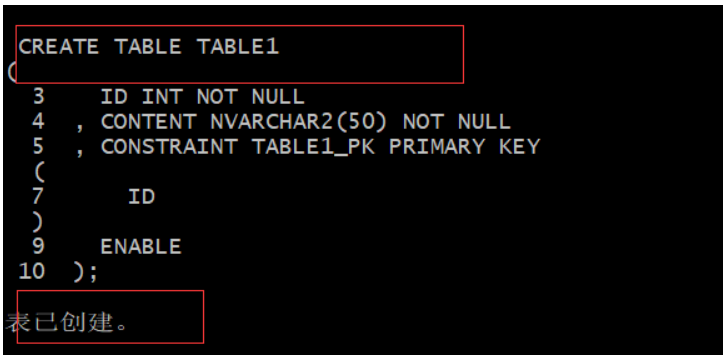 CREATE TABLE TABLE1
(
3 ID INT NOT NULL
4 , CONTENT NVARCHAR2(50) NOT NULL
5 , CONSTRAINT TABLE1_PK PRIMARY KEY
(
7 ID
)
9 ENABLE
10 );
表已创建。